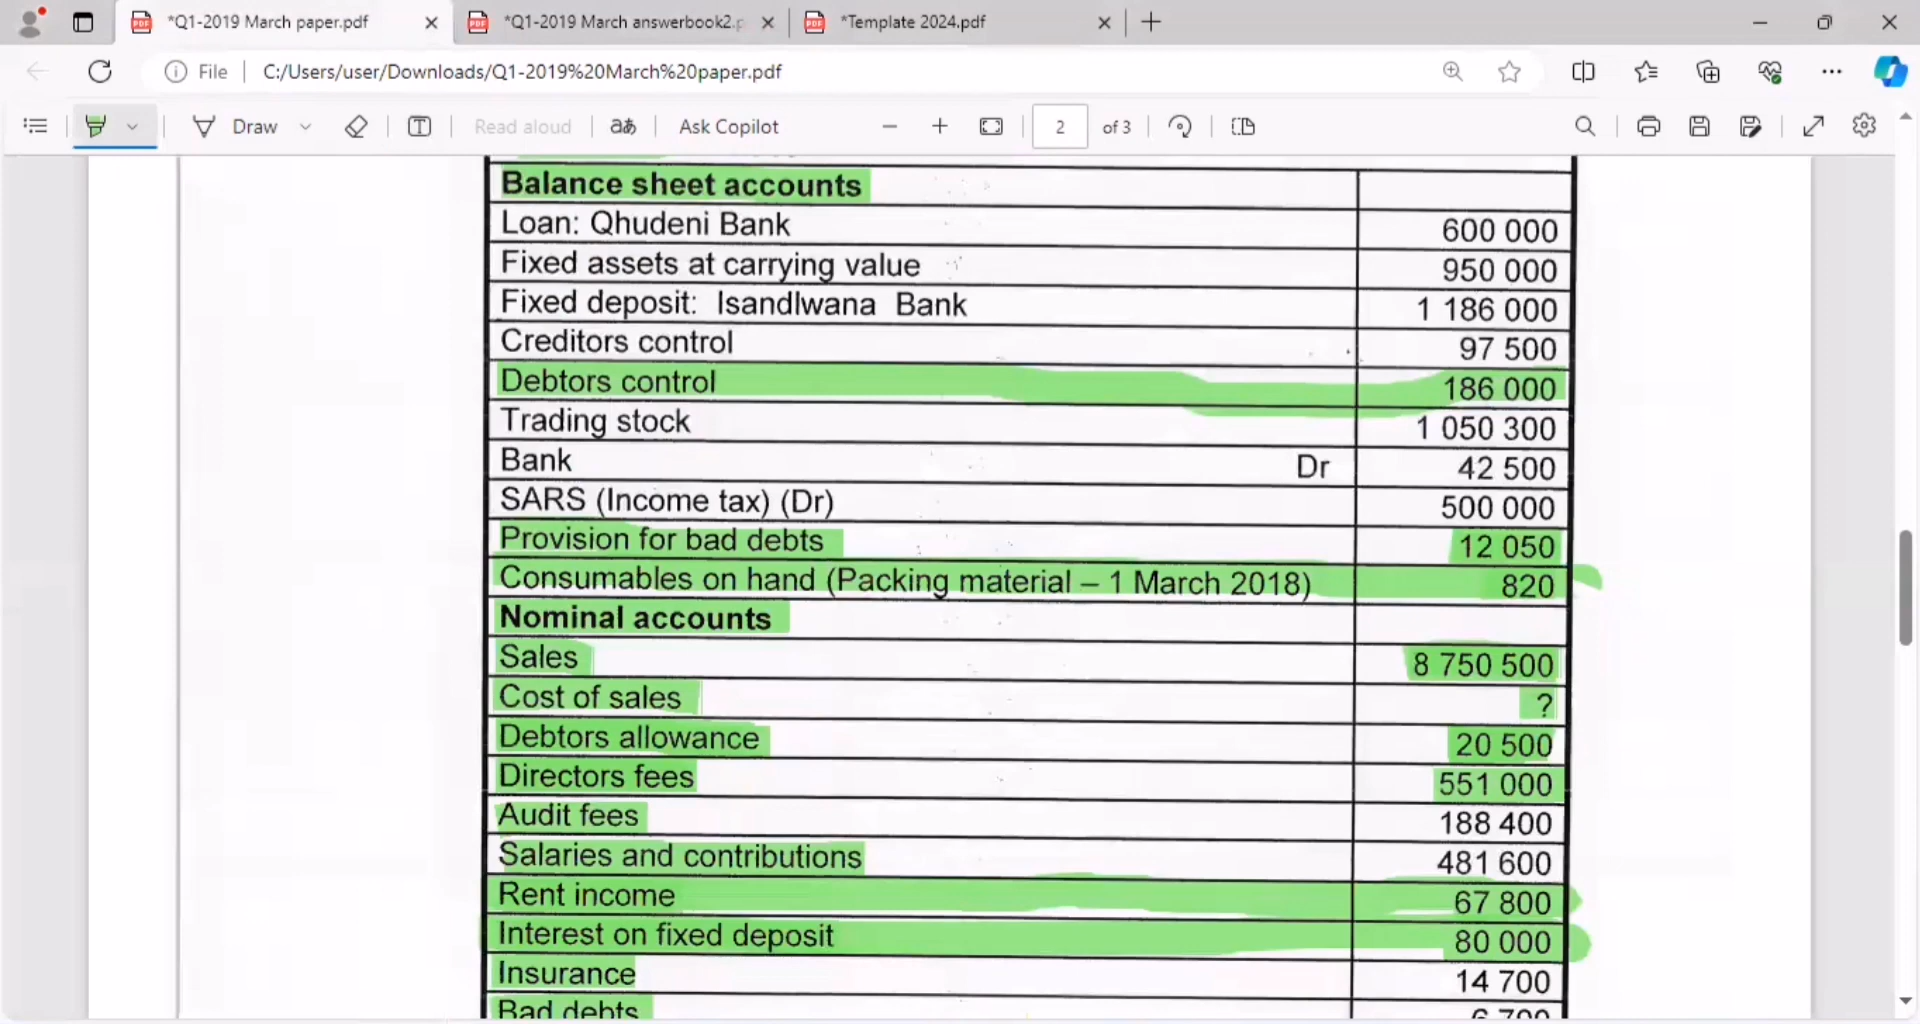 *Q1-2019 March paper.pdf
*Q1-2019 March answerbook2.p
*Template 2024.pdf
File
C:/Users/user/Downloads/Q1-2019%20March%20paper.pdf
Draw
Read aloud
Ask Copilot
2
of 3
Balance sheet accounts
Loan: Qhudeni Bank 600 000
Fixed assets at carrying value 950 000
Fixed deposit: Isandlwana Bank 1 186 000
Creditors control 97 500
Debtors control 186 000
Trading stock 1 050 300
Bank Dr 42 500
SARS (Income tax) (Dr) 500 000
Provision for bad debts 12 050
Consumables on hand (Packing material – 1 March 2018) 820
Nominal accounts
Sales 8 750 500
Cost of sales ?
Debtors allowance 20 500
Directors fees 551 000
Audit fees 188 400
Salaries and contributions 481 600
Rent income 67 800
Interest on fixed deposit 80 000
Insurance 14 700
Bad debts